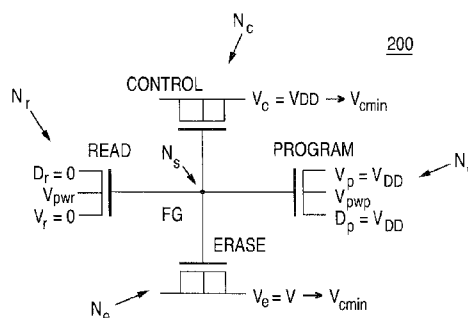 N_c
200
CONTROL
V_c = VDD → V_cmin
N_r
READ
N_s
PROGRAM
D_r = 0
V_pwr
V_r = 0
V_p = V_DD
V_pwp
D_p = V_DD
N
FG
ERASE
N_e
V_e = V → V_cmin